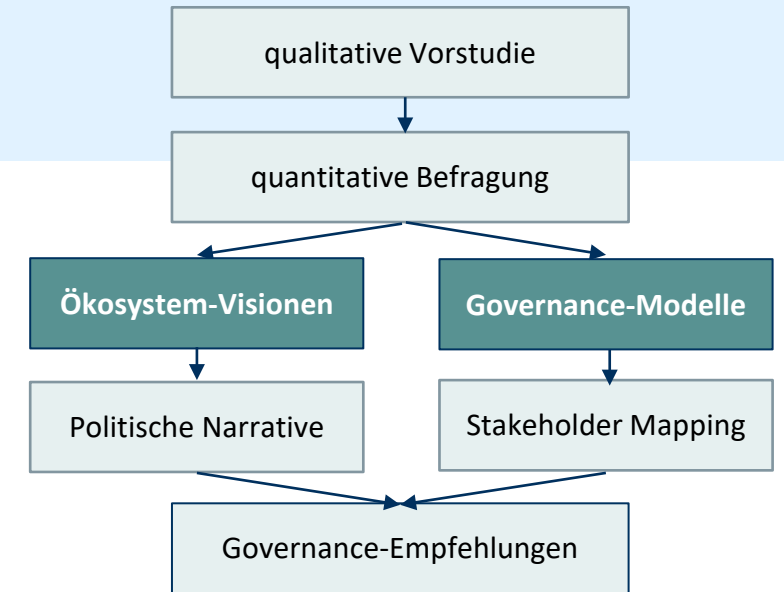 qualitative Vorstudie
quantitative Befragung
Ökosystem-Visionen
Governance-Modelle
Politische Narrative
Stakeholder Mapping
Governance-Empfehlungen